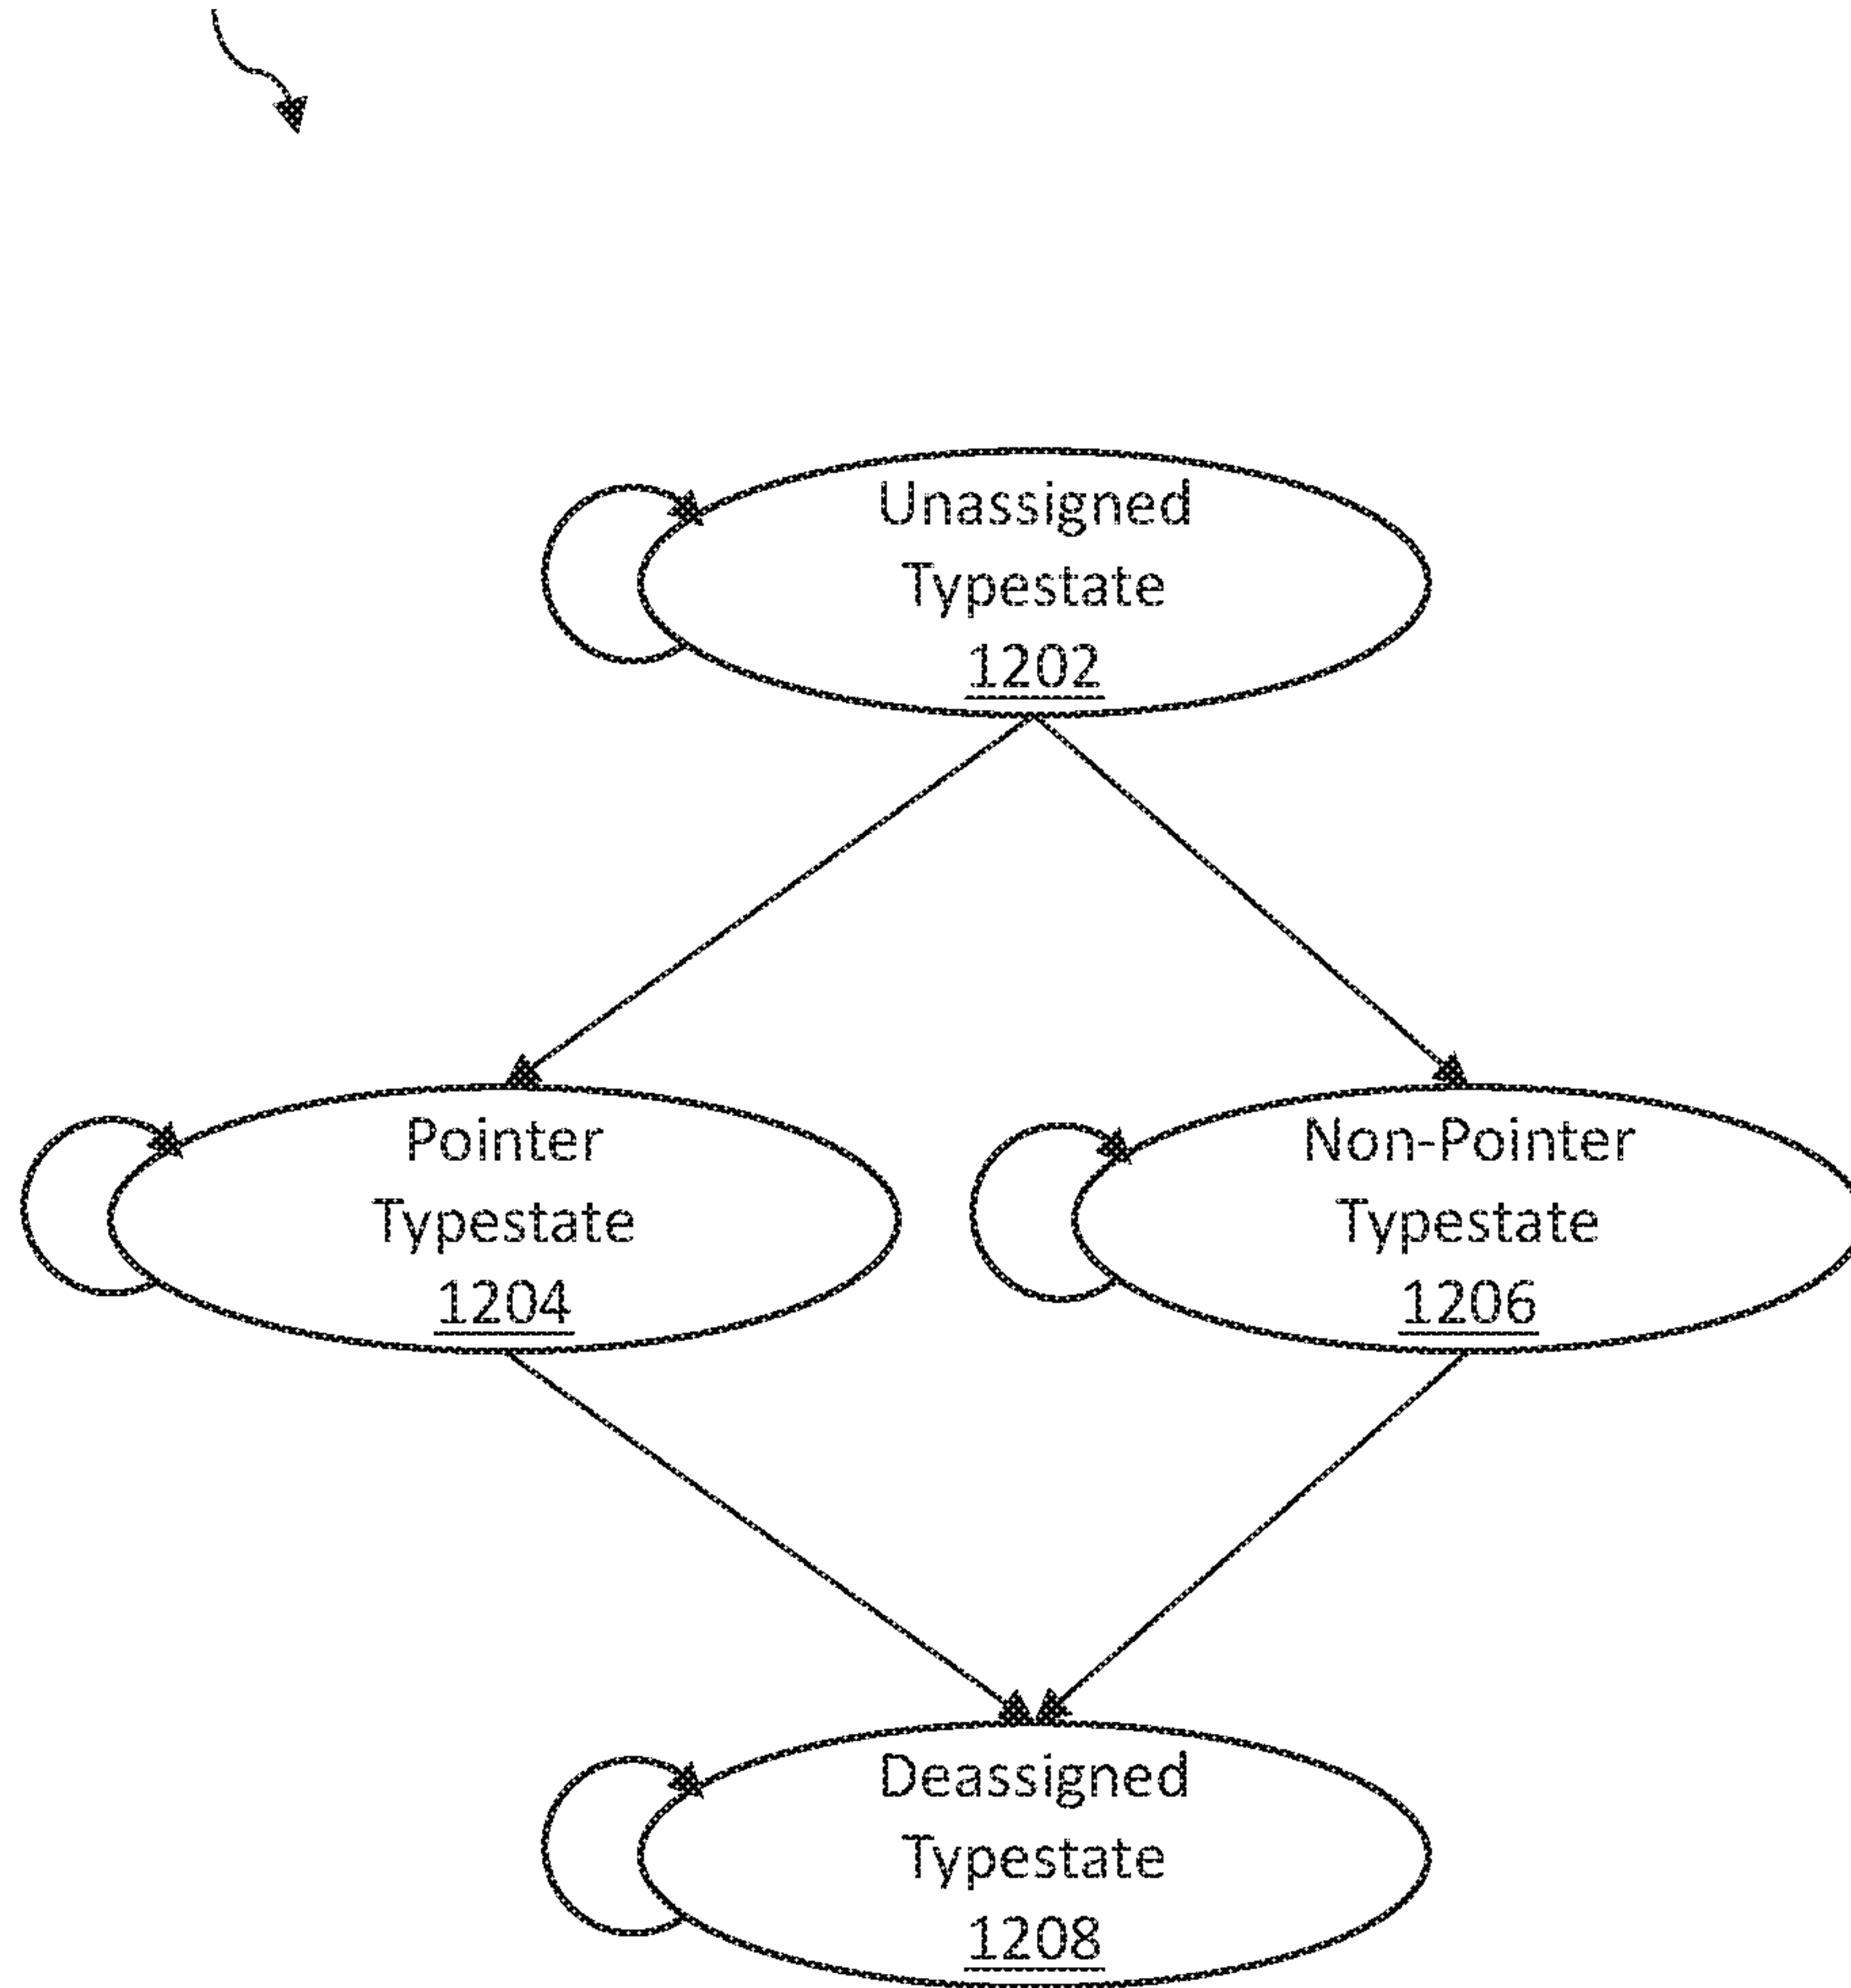 Unassigned
Typestate
1202
Pointer
Typestate
1204
Non-Pointer
Typestate
1206
Deassigned
Typestate
1208